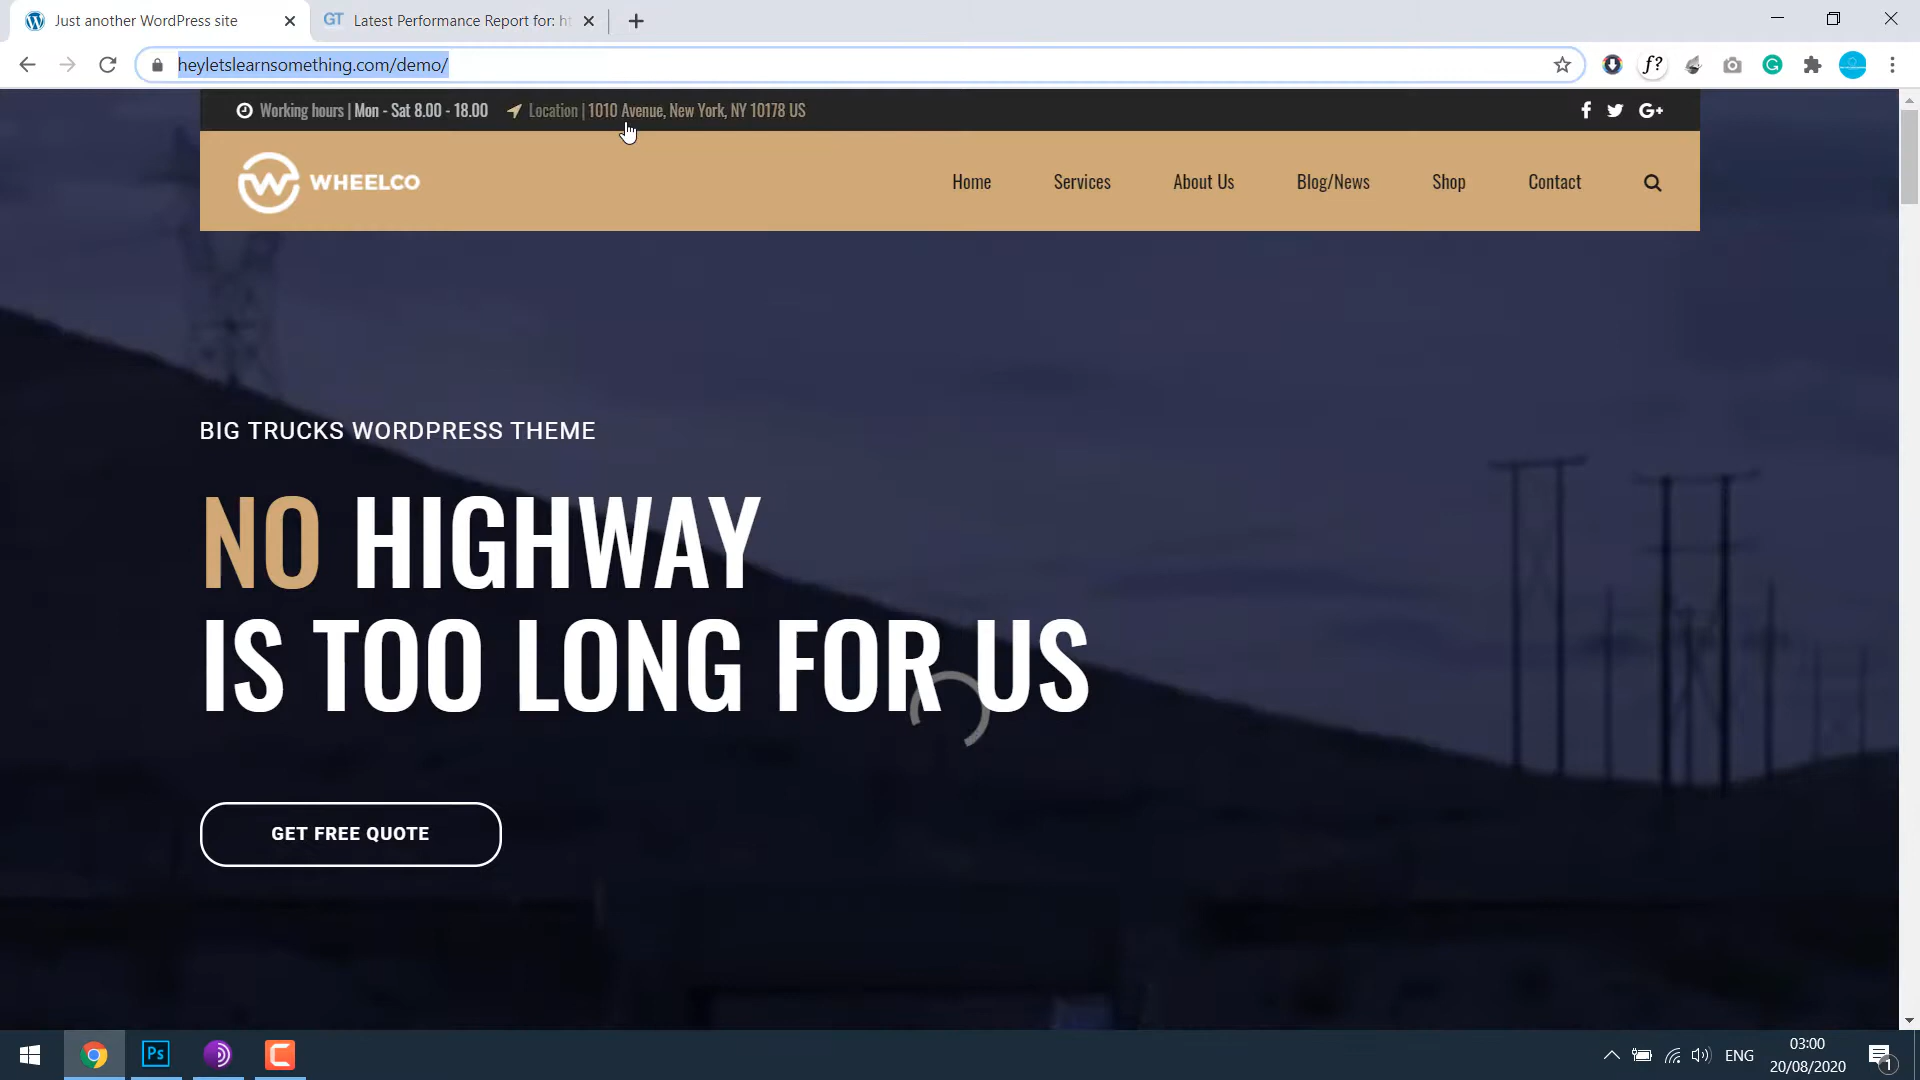 Just another WordPress site
GT Latest Performance Report for: ht
heyletslearnsomething.com/demo/
f?
Working hours | Mon - Sat 8.00 - 18.00 Location | 1010 Avenue, New York, NY 10178 US
G+
WHEELCO
Home Services About Us Blog/News Shop Contact
BIG TRUCKS WORDPRESS THEME
NO HIGHWAY
IS TOO LONG FOR US
GET FREE QUOTE
Ps
ENG
03:00
20/08/2020
1